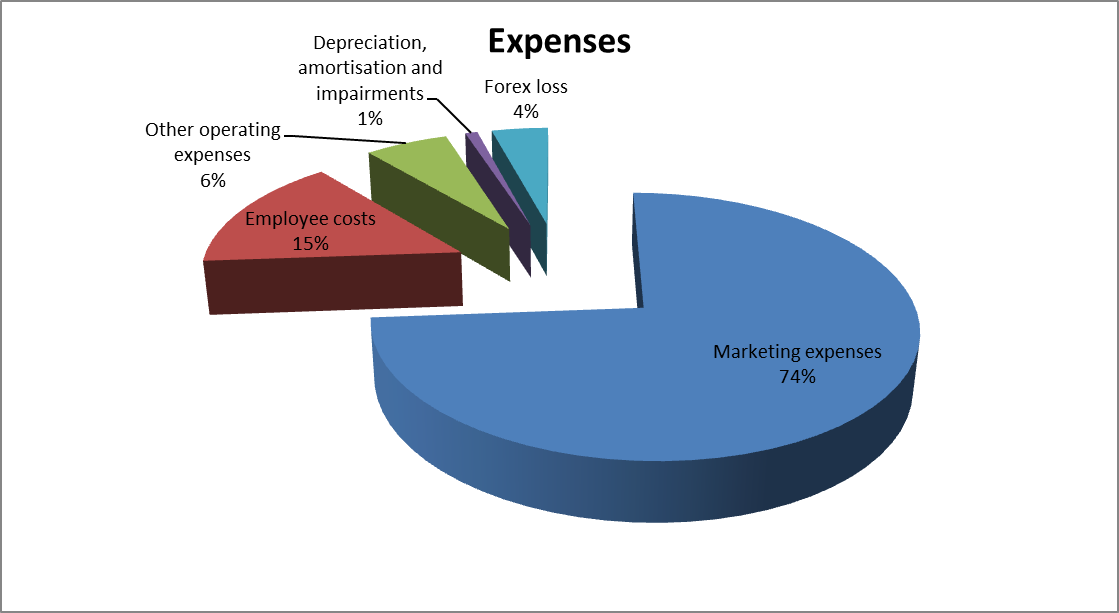 Expenses
Depreciation,
amortisation and
impairments
1%
Forex loss
4%
Other operating
expenses
6%
Employee costs
15%
Marketing expenses
74%